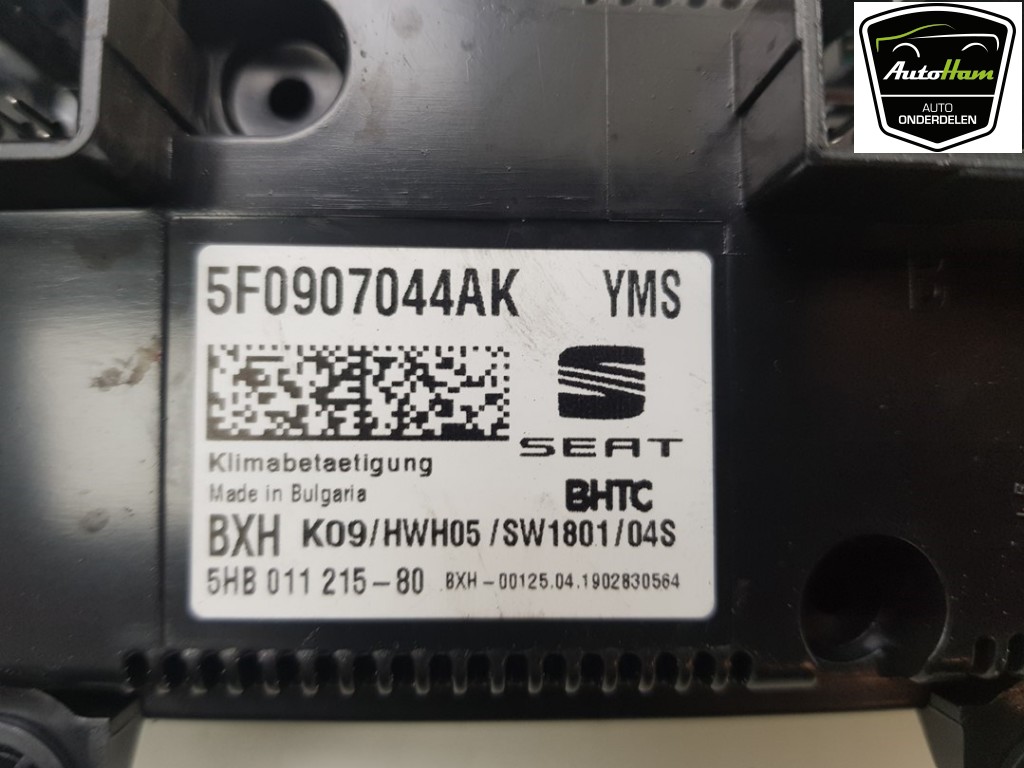 AutoHam
AUTO
ONDERDELEN
5F0907044AK YMS
SEAT
Klimabetaetigung
Made in Bulgaria
BHTC
BXH K09/HWH05/SW1801/04S
5HB 011 215-80 BXH-00125.04.1902830564